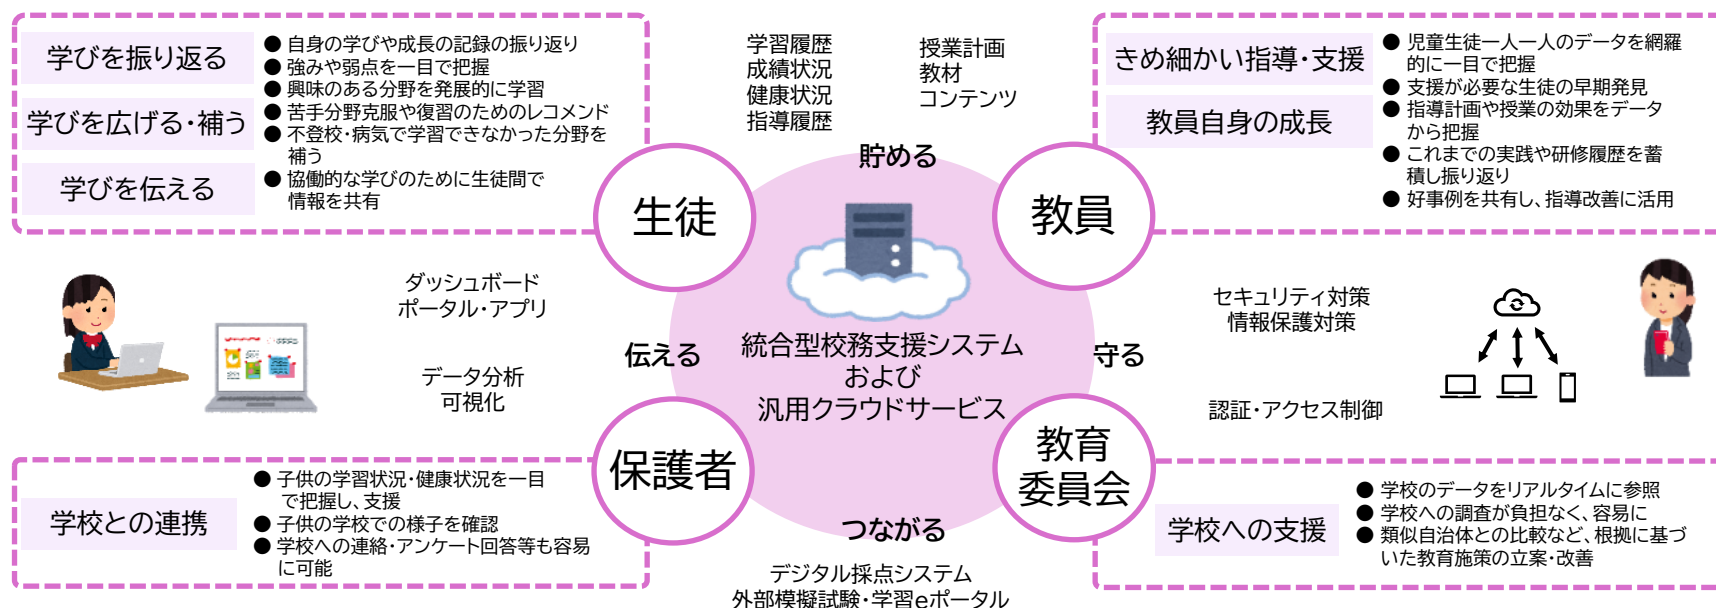 学びを振り返る
● 自身の学びや成長の記録の振り返り
● 強みや弱点を一目で把握
● 興味のある分野を発展的に学習
学びを広げる・補う
● 苦手分野克服や復習のためのレコメンド
● 不登校・病気で学習できなかった分野を
補う
学びを伝える
● 協働的な学びのために生徒間で
情報を共有
生徒
学習履歴
成績状況
健康状況
指導履歴
授業計画
教材
コンテンツ
貯める
きめ細かい指導・支援
教員自身の成長
● 児童生徒一人一人のデータを網羅
的に一目で把握
● 支援が必要な生徒の早期発見
● 指導計画や授業の効果をデータ
から把握
● これまでの実践や研修履歴を蓄
積し振り返り
● 好事例を共有し、指導改善に活用
教員
ダッシュボード
ポータル・アプリ
データ分析
可視化
伝える
統合型校務支援システム
および
汎用クラウドサービス
守る
セキュリティ対策
情報保護対策
認証・アクセス制御
学校との連携
● 子供の学習状況・健康状況を一目
で把握し、支援
● 子供の学校での様子を確認
● 学校への連絡・アンケート回答等も容易
に可能
保護者
つながる
デジタル採点システム
外部模擬試験・学習eポータル
教育
委員会
学校への支援
● 学校のデータをリアルタイムに参照
● 学校への調査が負担なく、容易に
● 類似自治体との比較など、根拠に基づ
いた教育施策の立案・改善